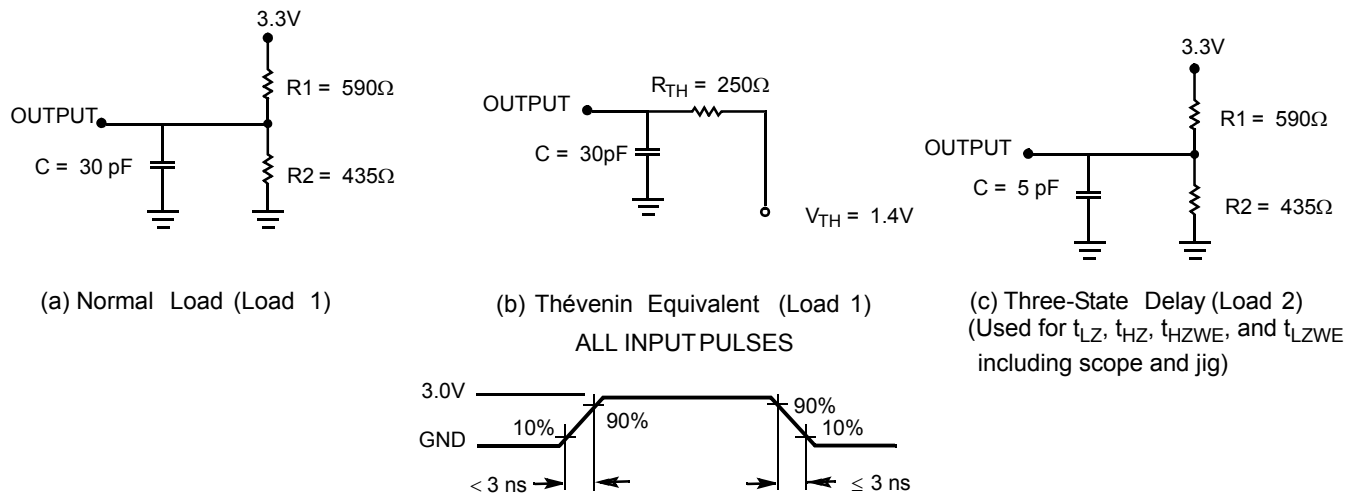 3.3V
R1 = 590Ω
OUTPUT
C = 30 pF
R2 = 435Ω
(a) Normal Load (Load 1)
R_TH = 250Ω
OUTPUT
C = 30pF
V_TH = 1.4V
(b) Thévenin Equivalent (Load 1)
3.3V
R1 = 590Ω
OUTPUT
C = 5 pF
R2 = 435Ω
(c) Three-State Delay (Load 2)
(Used for t_LZ, t_HZ, t_HZWE, and t_LZWE
including scope and jig)
ALL INPUT PULSES
3.0V
GND
10%
90%
90%
10%
< 3 ns
≤ 3 ns